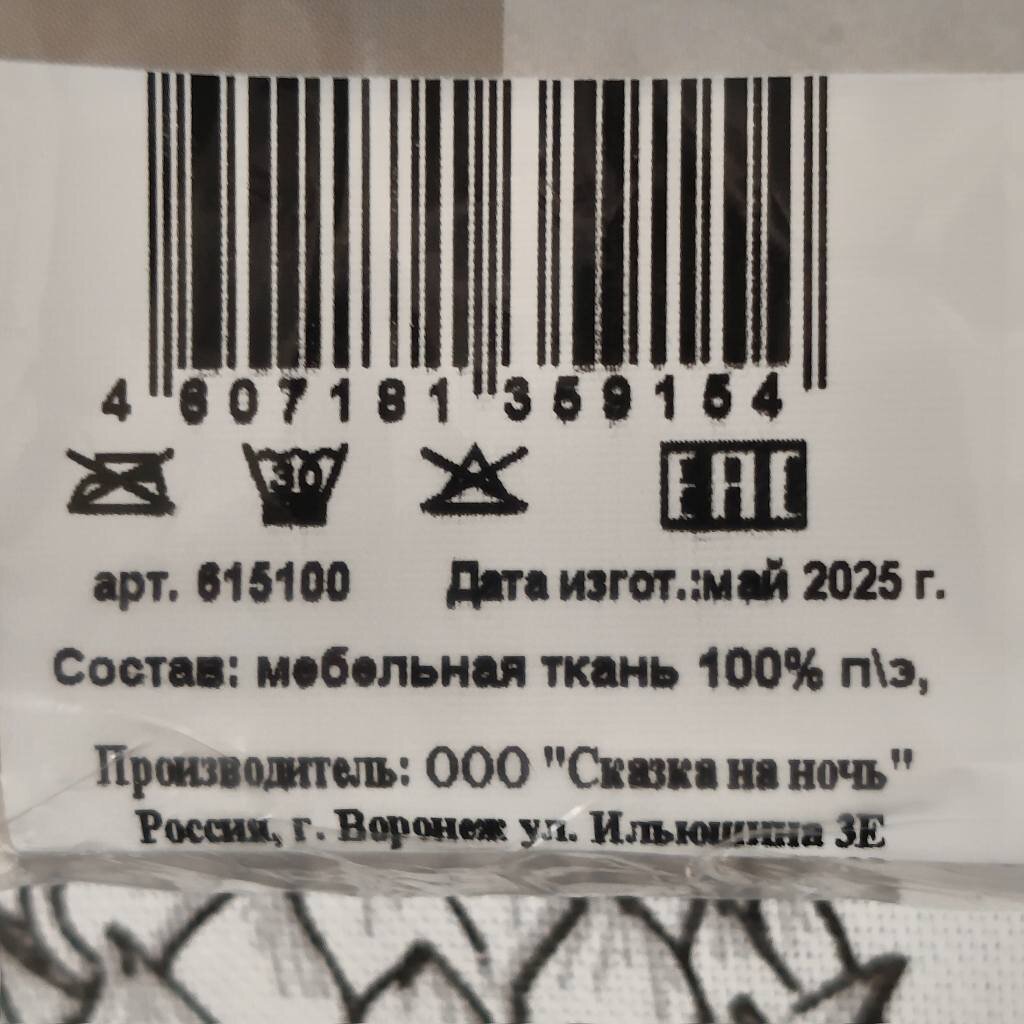 4 607181 359154
30 EAC
арт. 615100 Дата изгот.:май 2025 г.
Состав: мебельная ткань 100% п\э,
Производитель: ООО "Сказка на ночь"
Россия, г. Воронеж ул. Ильюшина 3Е